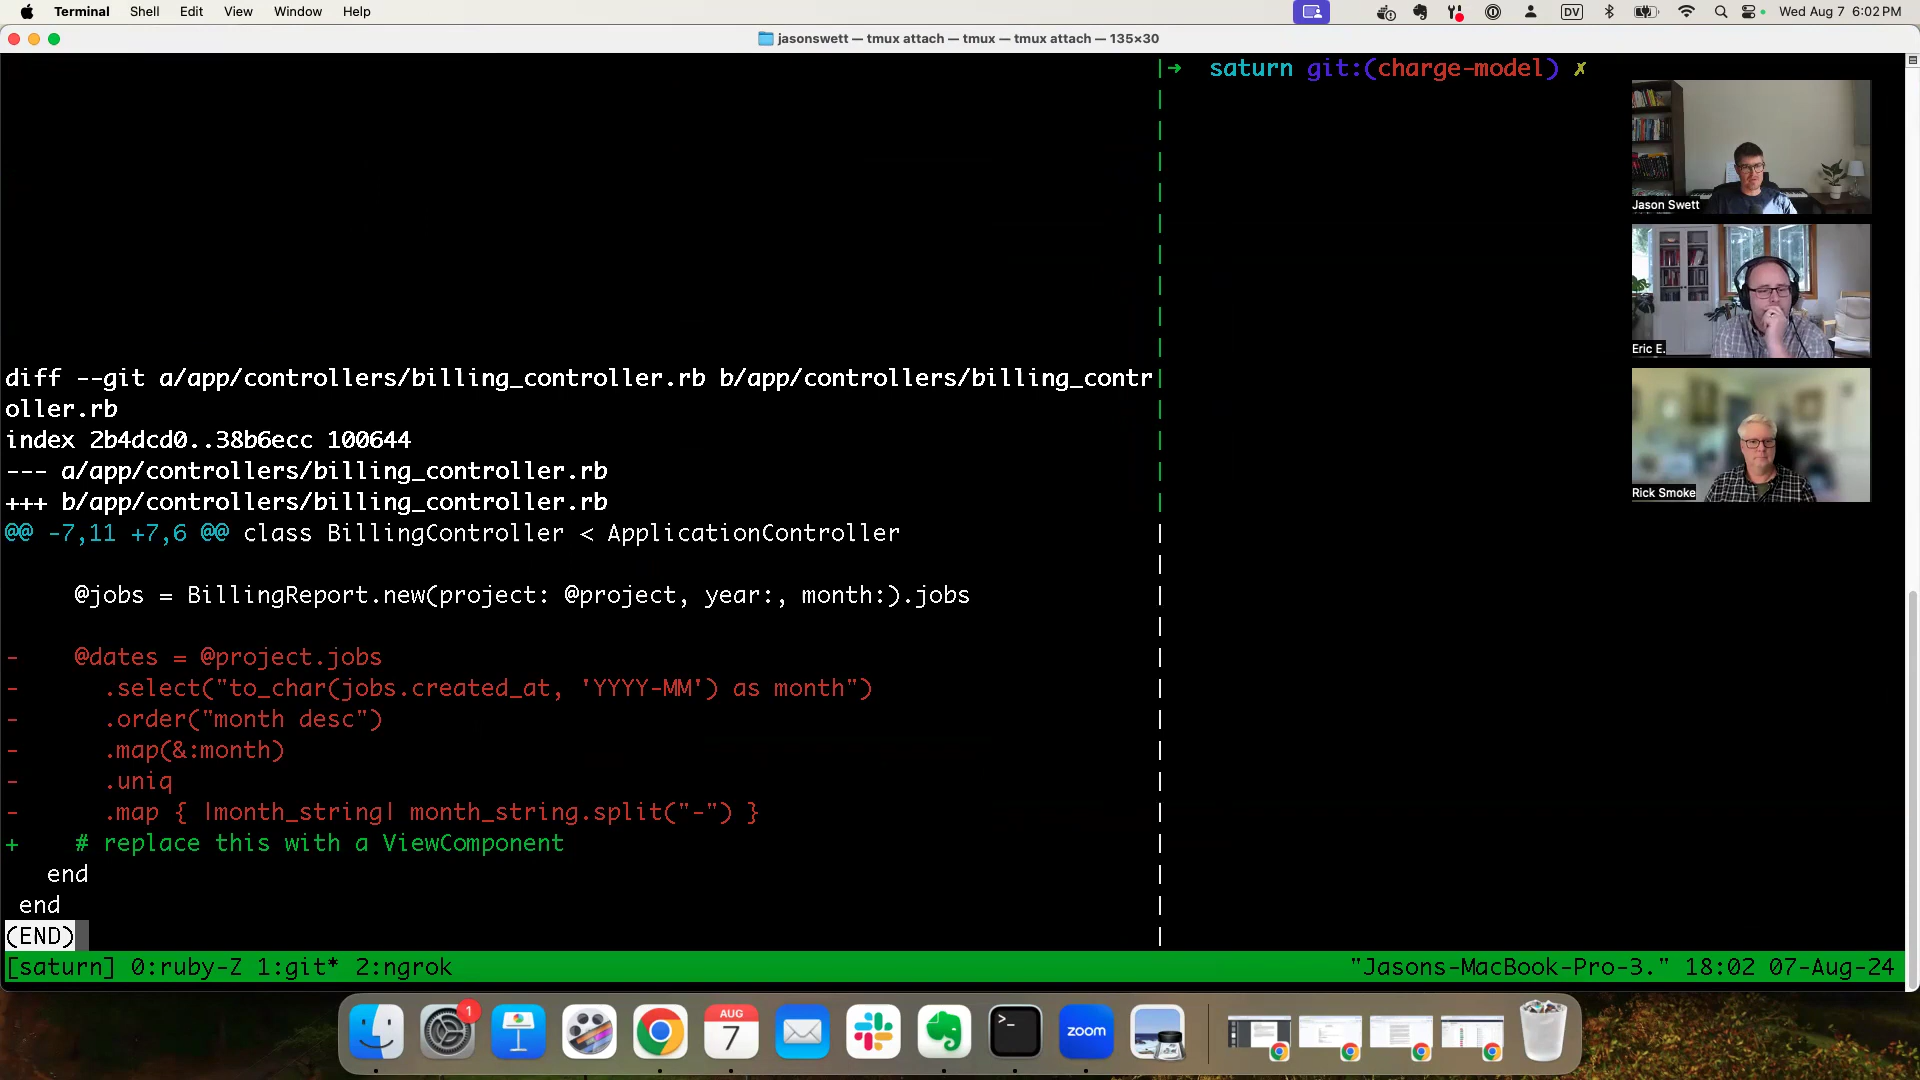 Terminal Shell Edit View Window Help
DV Wed Aug 7 6:02 PM
jasonswett — tmux attach — tmux — tmux attach — 135×30
➜ saturn git:(charge-model) ✗
Jason Swett
Eric E.
Rick Smoke
diff --git a/app/controllers/billing_controller.rb b/app/controllers/billing_contr
oller.rb
index 2b4dcd0..38b6ecc 100644
--- a/app/controllers/billing_controller.rb
+++ b/app/controllers/billing_controller.rb
@@ -7,11 +7,6 @@ class BillingController < ApplicationController
@jobs = BillingReport.new(project: @project, year:, month:).jobs
- @dates = @project.jobs
- .select("to_char(jobs.created_at, 'YYYY-MM') as month")
- .order("month desc")
- .map(&:month)
- .uniq
- .map { |month_string| month_string.split("-") }
+ # replace this with a ViewComponent
end
end
(END)
[saturn] 0:ruby-Z 1:git* 2:ngrok "Jasons-MacBook-Pro-3." 18:02 07-Aug-24
1
AUG
7
>_
zoom